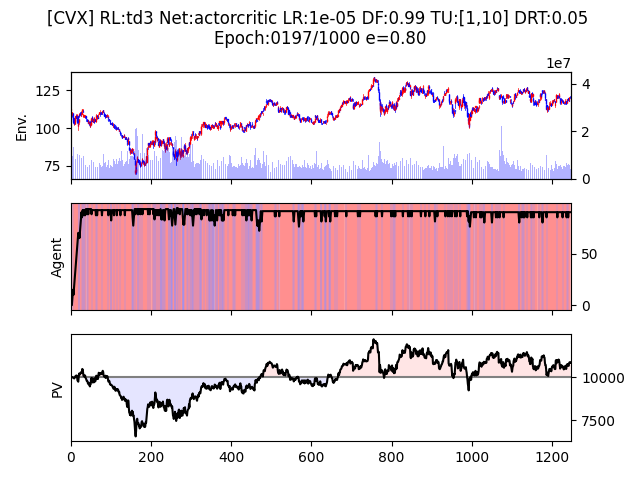 [CVX] RL:td3 Net:actorcritic LR:1e-05 DF:0.99 TU:[1,10] DRT:0.05
Epoch:0197/1000 e=0.80
1e7
125
100
75
Env.
4
2
0
Agent
50
0
PV
10000
7500
0 200 400 600 800 1000 1200